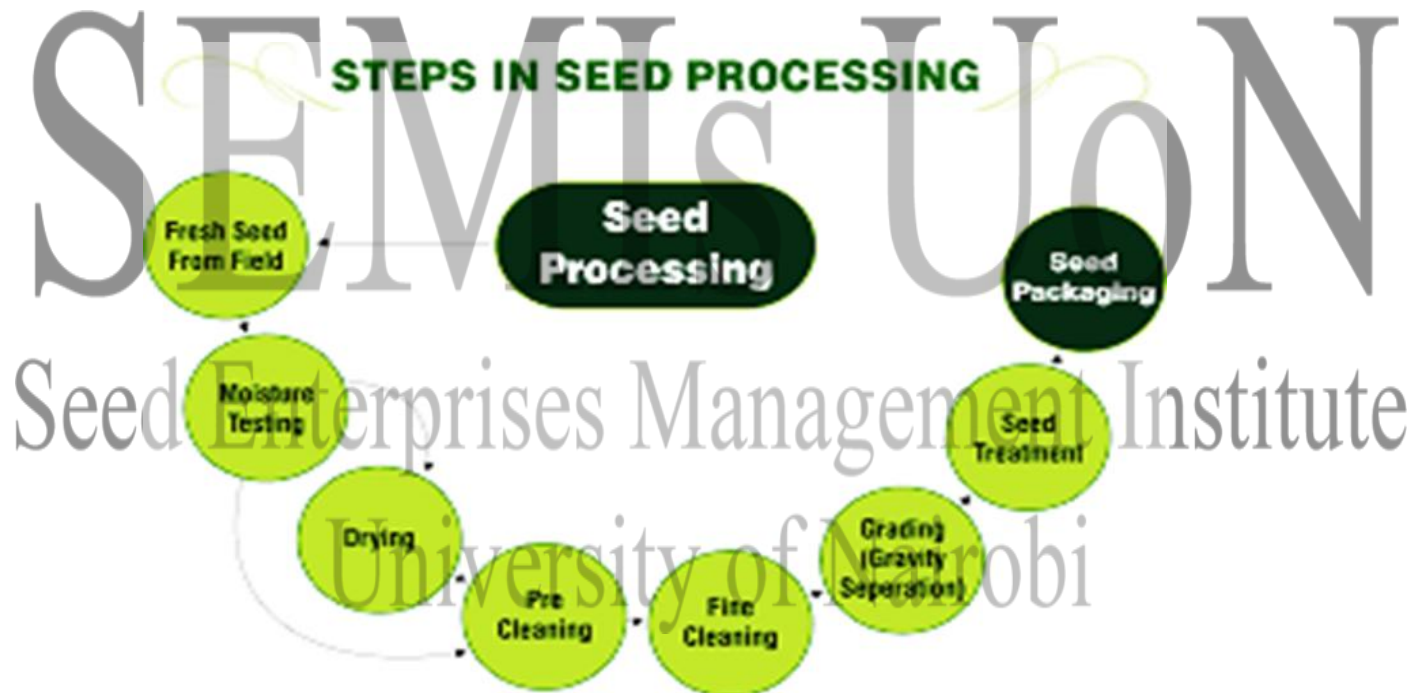 SEMIs UoN
STEPS IN SEED PROCESSING
Seed
Processing
Fresh Seed
From Field
Moisture
Testing
Drying
Pre
Cleaning
Fine
Cleaning
Grading
(Gravity
Seperation)
Seed
Treatment
Seed
Packaging
Seed Enterprises Management Institute
University of Nairobi